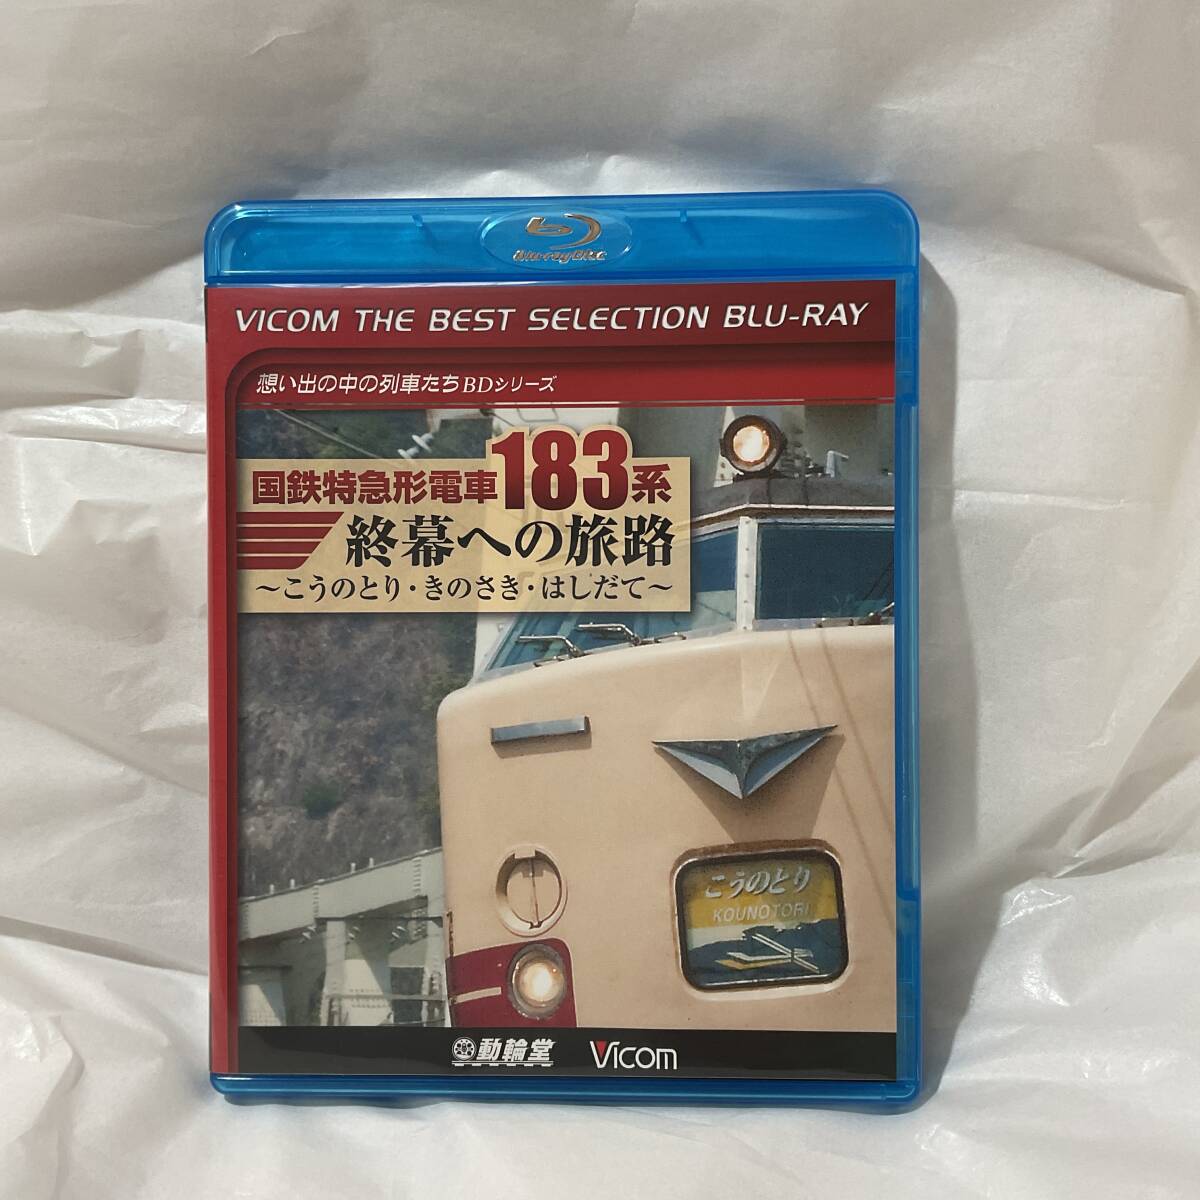 Blu-ray Disc
VICOM THE BEST SELECTION BLU-RAY
想い出の中の列車たちBDシリーズ
国鉄特急形電車183系
終幕への旅路
～こうのとり・きのさき・はしだて～
こうのとり
KOUNOTORI
動輪堂 Vicom